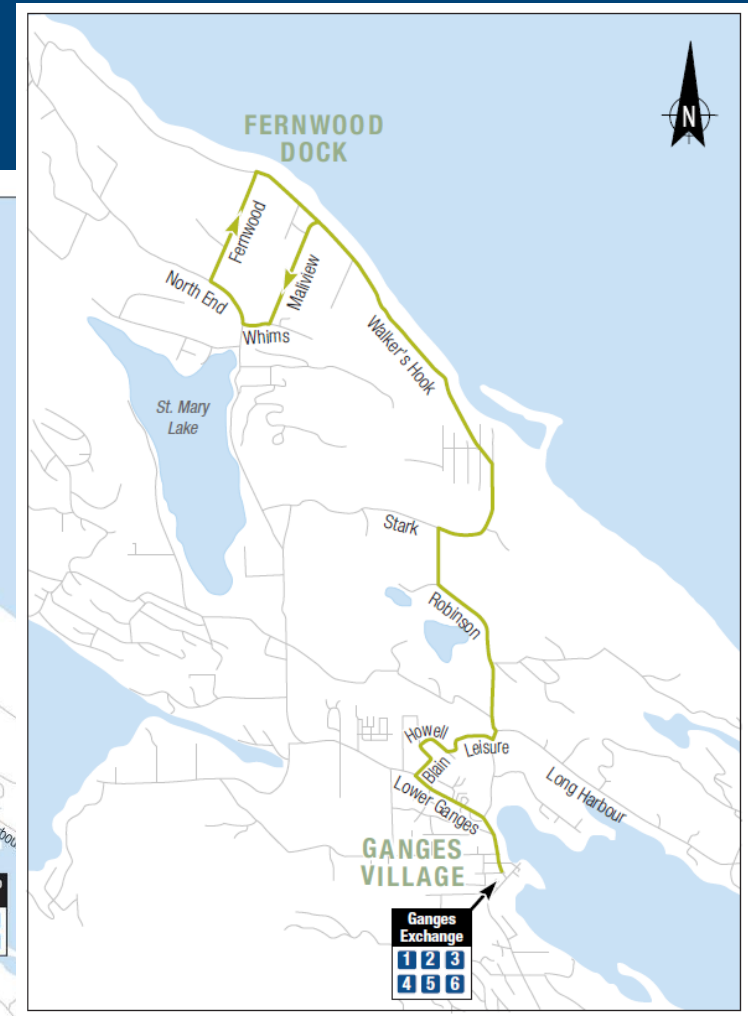 FERNWOOD
DOCK
N
Fernwood
Maliview
North End
Whims
Walker's Hook
St. Mary
Lake
Stark
Robinson
Howell
Leisure
Blain
Long Harbour
Lower Ganges
GANGES
VILLAGE
Ganges
Exchange
1 2 3
4 5 6